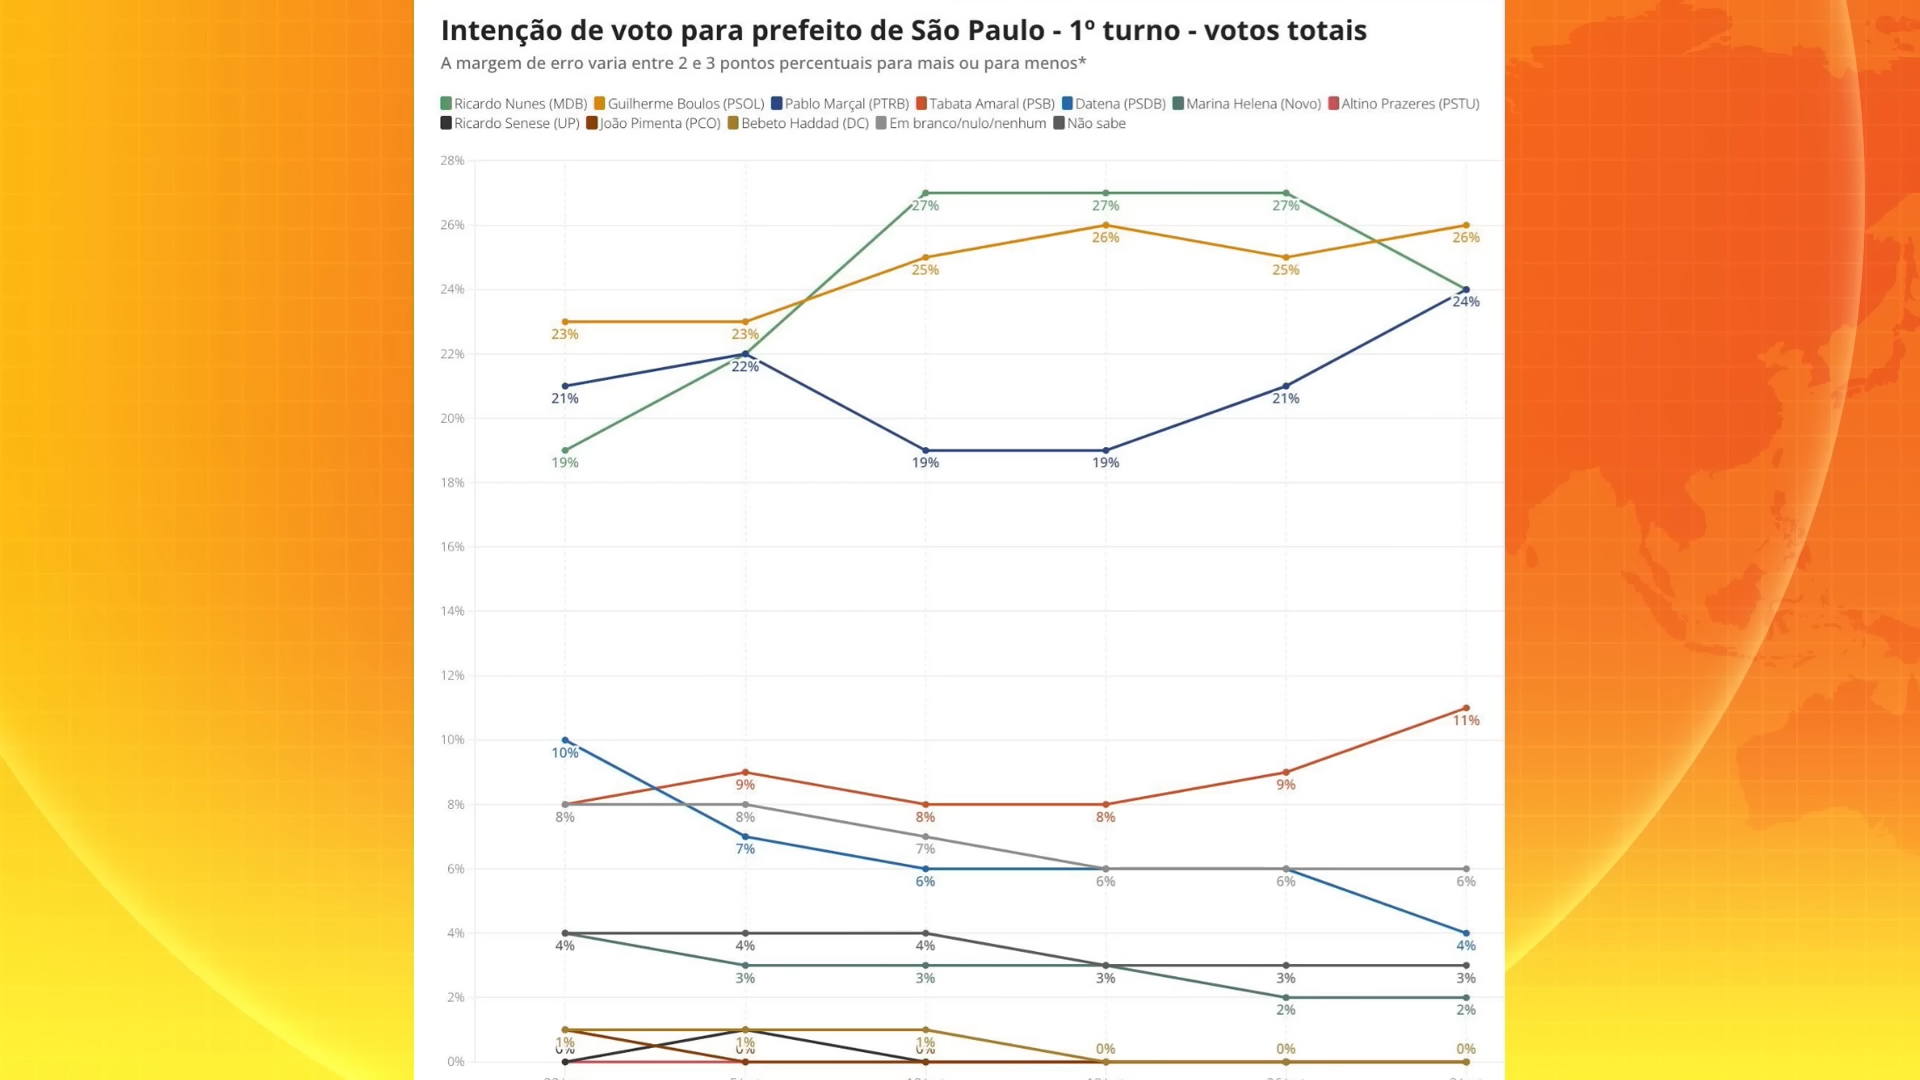 Intenção de voto para prefeito de São Paulo - 1º turno - votos totais
A margem de erro varia entre 2 e 3 pontos percentuais para mais ou para menos*
Ricardo Nunes (MDB) Guilherme Boulos (PSOL) Pablo Marçal (PTRB) Tabata Amaral (PSB) Datena (PSDB) Marina Helena (Novo) Altino Prazeres (PSTU)
Ricardo Senese (UP) João Pimenta (PCO) Bebeto Haddad (DC) Em branco/nulo/nenhum Não sabe
28%
27% 27% 27%
26%
26% 26%
25% 25%
24%
24%
23% 23%
22%
22%
21% 21%
20%
19% 19% 19%
18%
16%
14%
12%
11%
10%
10%
9% 9%
8%
8% 8% 8% 8%
7% 7%
6%
6% 6% 6% 6%
4%
4% 4% 4% 4%
3% 3% 3% 3% 3%
2%
2% 2%
1% 1% 1%
0% 0% 0%
0%